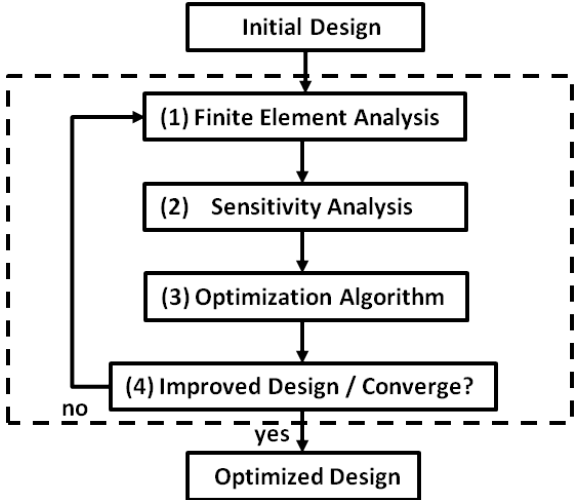 Initial Design
(1) Finite Element Analysis
(2) Sensitivity Analysis
(3) Optimization Algorithm
(4) Improved Design / Converge?
no
yes
Optimized Design